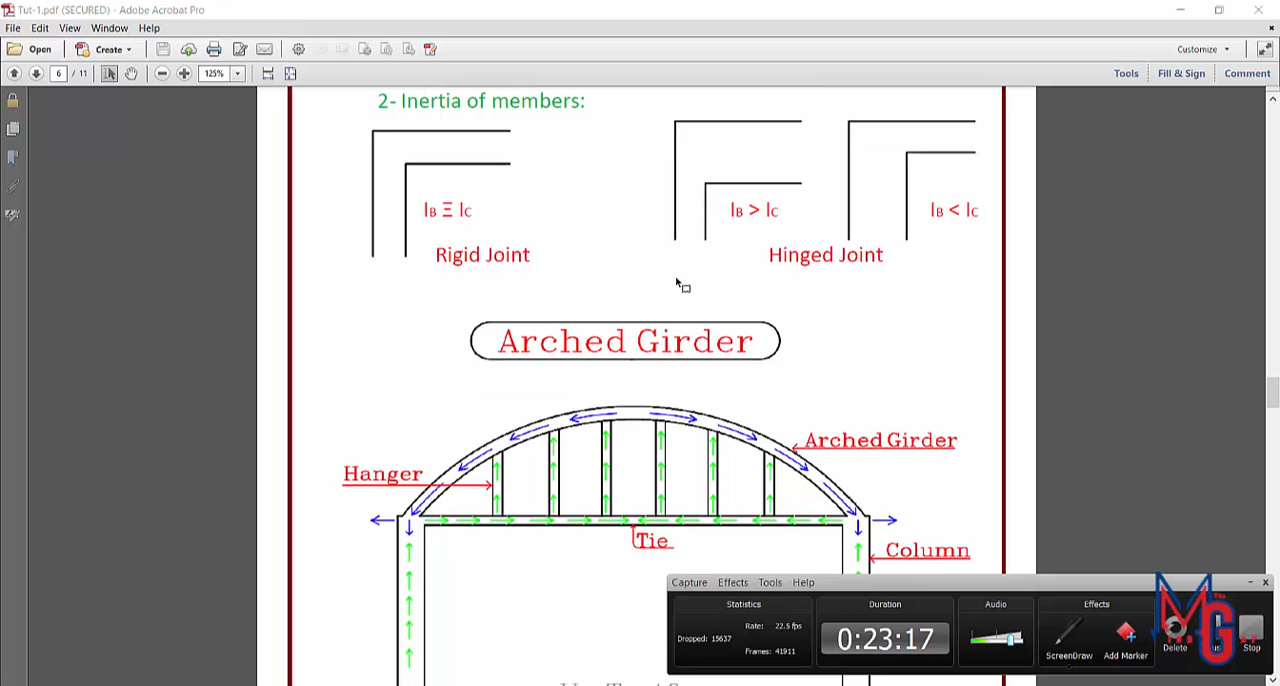 Tut-1.pdf (SECURED) - Adobe Acrobat Pro
File Edit View Window Help
Open Create Customize
6 / 11 125% Tools Fill & Sign Comment
2- Inertia of members:
IB Ξ IC IB > IC IB < IC
Rigid Joint Hinged Joint
Arched Girder
Arched Girder
Hanger
Tie
Column
Capture Effects Tools Help
Statistics Duration Audio Effects
Rate: 22.5 fps
Dropped: 15637
Frames: 41911
0:23:17
ScreenDraw Add Marker Delete Stop
The
MG